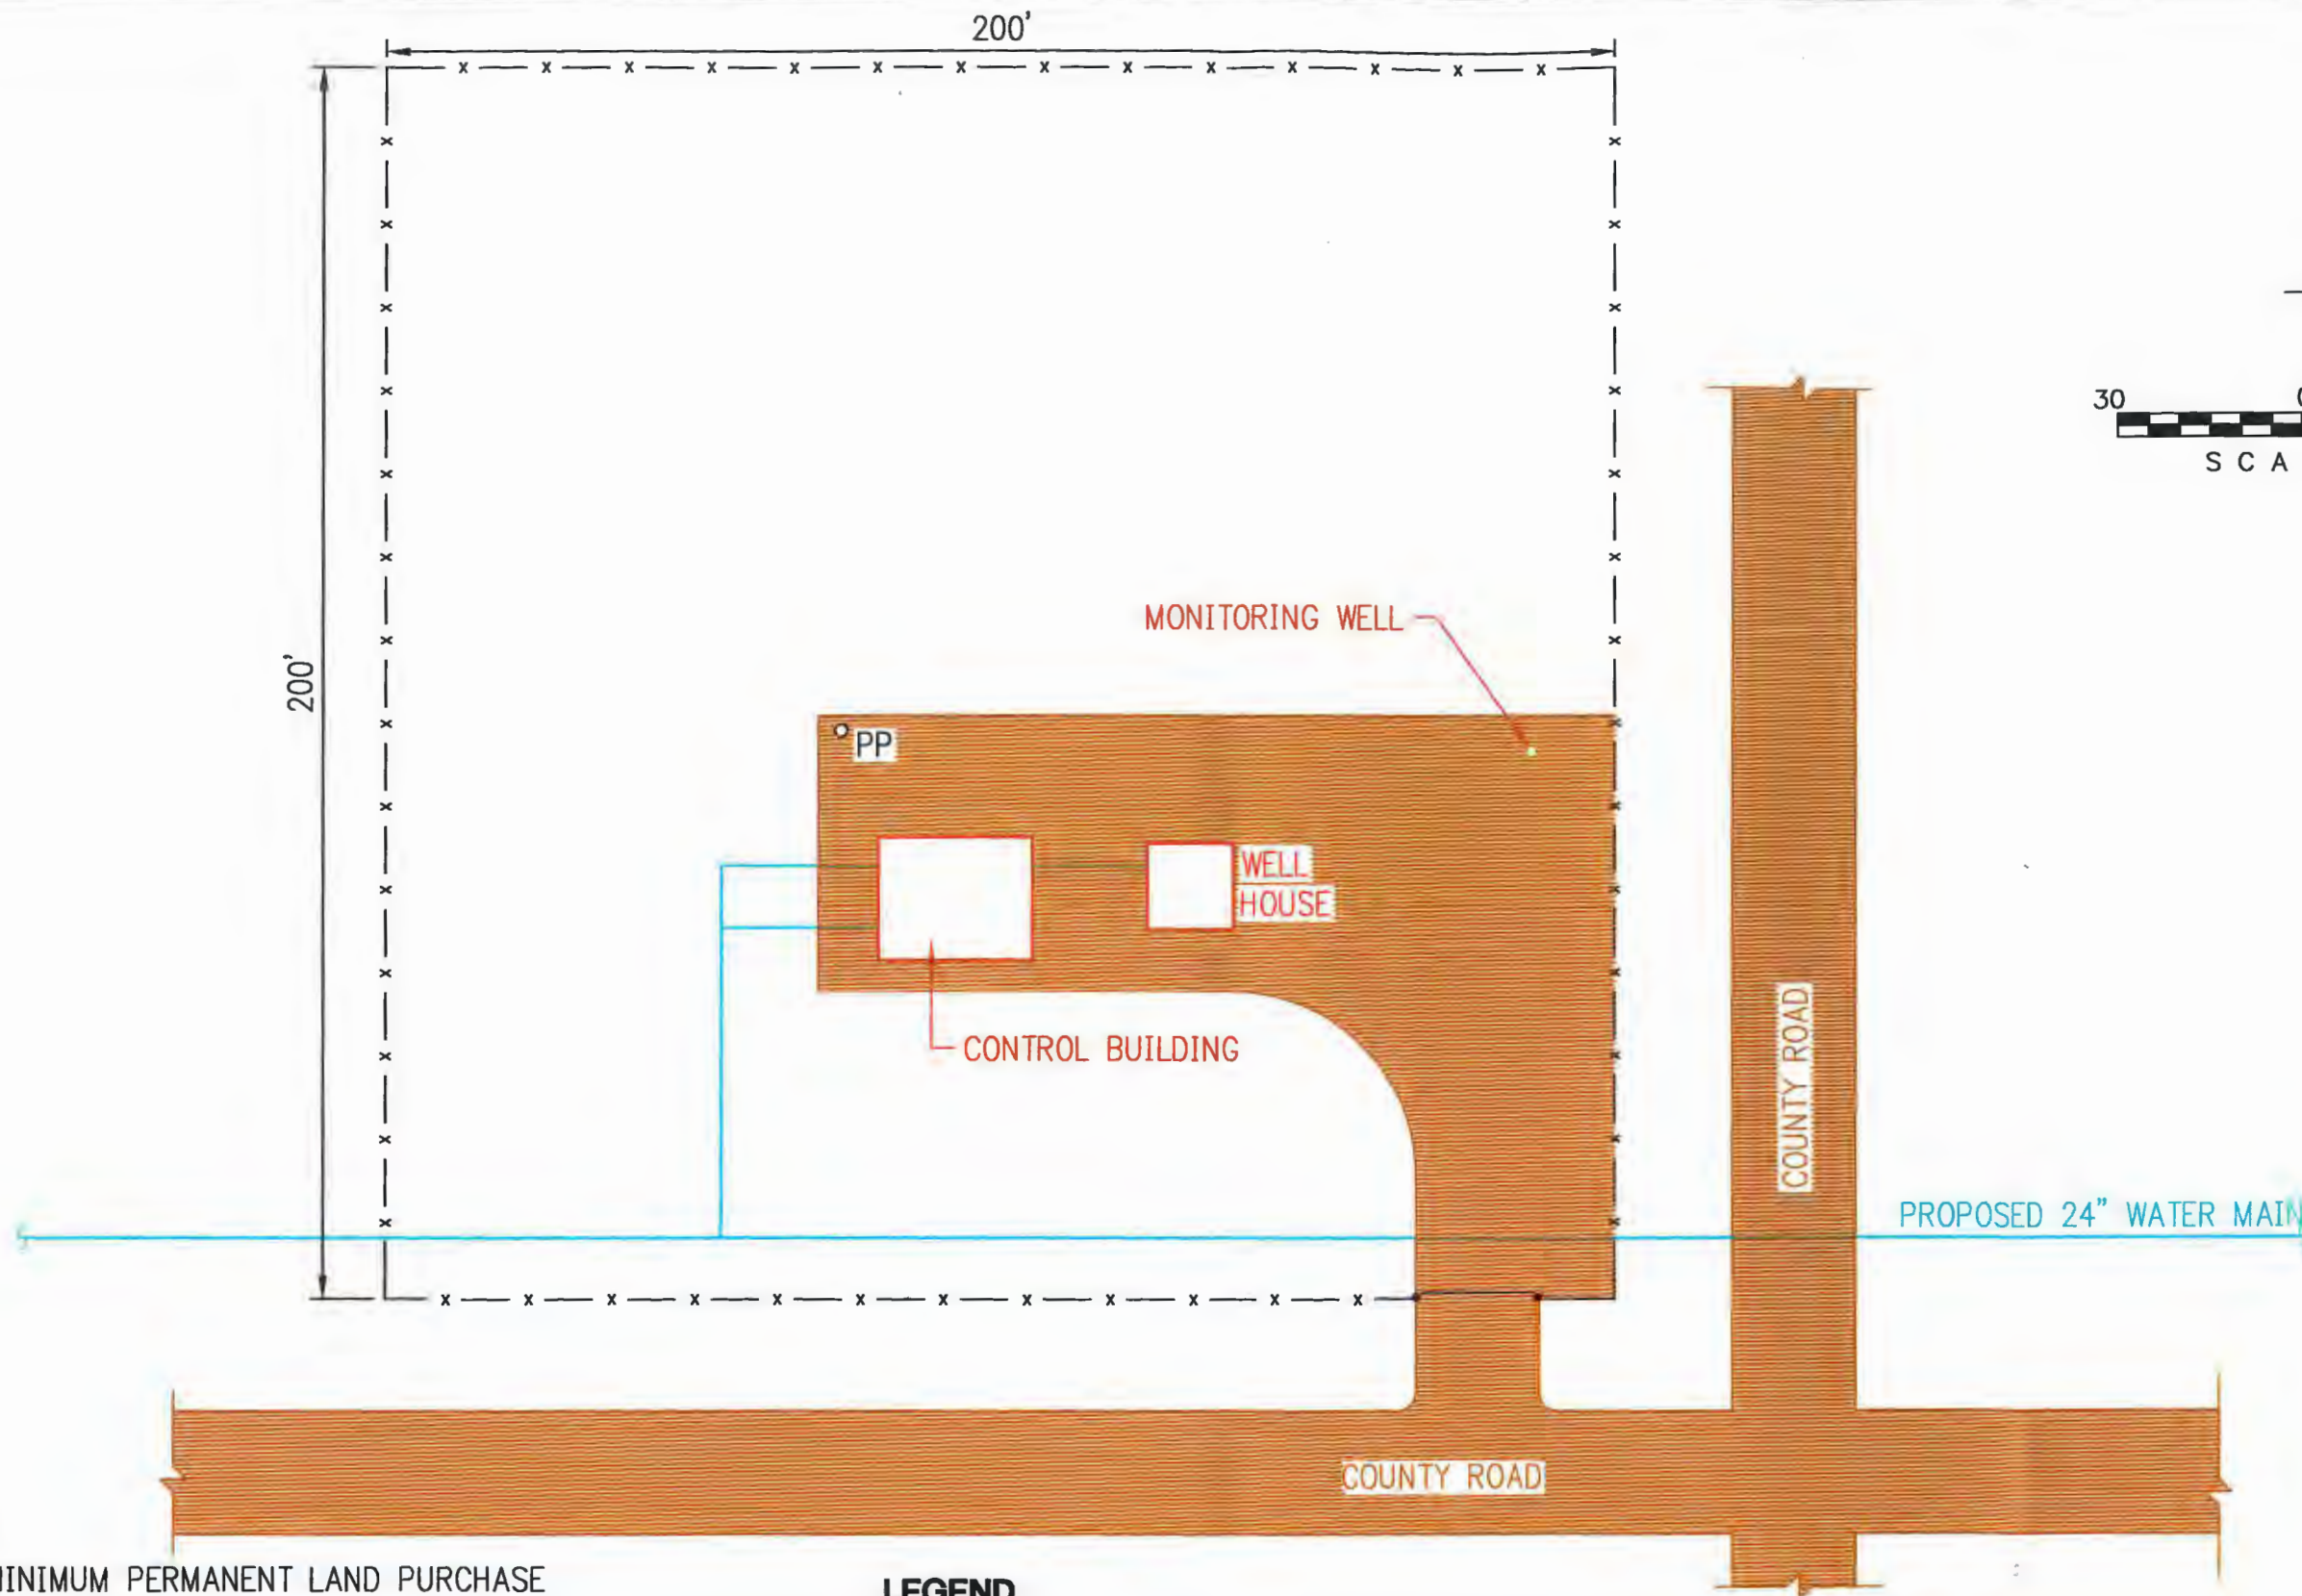 200'
30
S C A
MONITORING WELL
200'
PP
WELL
HOUSE
CONTROL BUILDING
COUNTY ROAD
PROPOSED 24" WATER MAIN
COUNTY ROAD
MINIMUM PERMANENT LAND PURCHASE
LEGEND